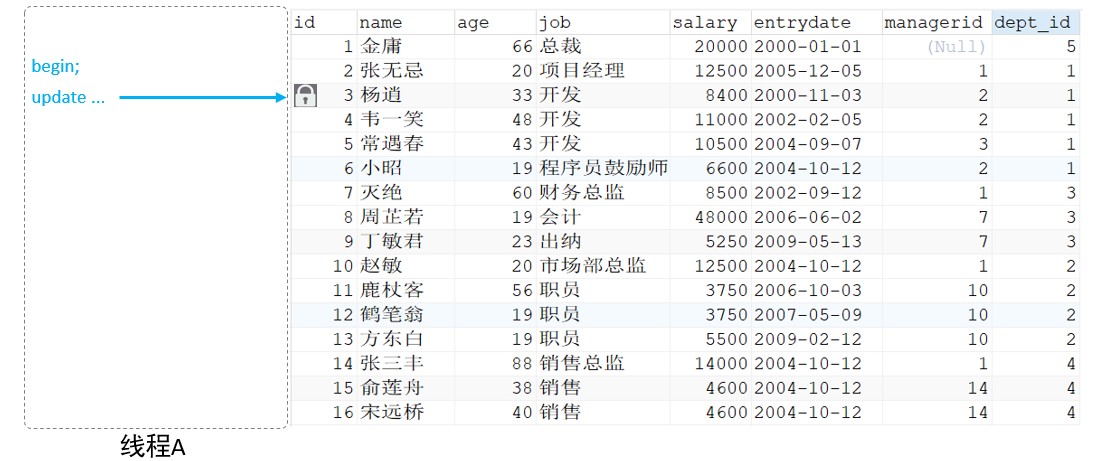 id name age job salary entrydate managerid dept_id
1 金庸 66 总裁 20000 2000-01-01 (Null) 5
begin; 2 张无忌 20 项目经理 12500 2005-12-05 1 1
update ... 3 杨逍 33 开发 8400 2000-11-03 2 1
4 韦一笑 48 开发 11000 2002-02-05 2 1
5 常遇春 43 开发 10500 2004-09-07 3 1
6 小昭 19 程序员鼓励师 6600 2004-10-12 2 1
7 灭绝 60 财务总监 8500 2002-09-12 1 3
8 周芷若 19 会计 48000 2006-06-02 7 3
9 丁敏君 23 出纳 5250 2009-05-13 7 3
10 赵敏 20 市场部总监 12500 2004-10-12 1 2
11 鹿杖客 56 职员 3750 2006-10-03 10 2
12 鹤笔翁 19 职员 3750 2007-05-09 10 2
13 方东白 19 职员 5500 2009-02-12 10 2
14 张三丰 88 销售总监 14000 2004-10-12 1 4
15 俞莲舟 38 销售 4600 2004-10-12 14 4
16 宋远桥 40 销售 4600 2004-10-12 14 4
线程A